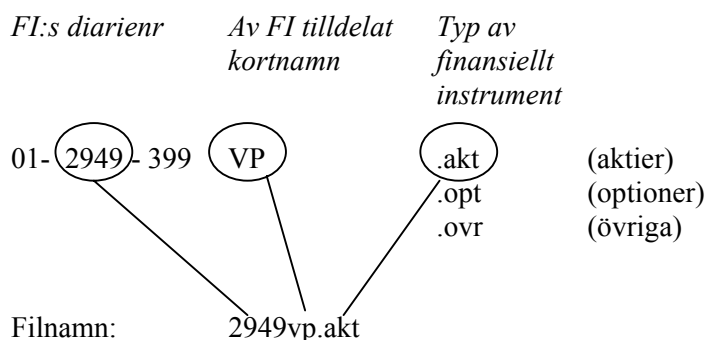 FI:s diarienr Av FI tilldelat Typ av
kortnamn finansiellt
instrument
01- 2949 - 399 VP .akt (aktier)
.opt (optioner)
.ovr (övriga)
Filnamn: 2949vp.akt